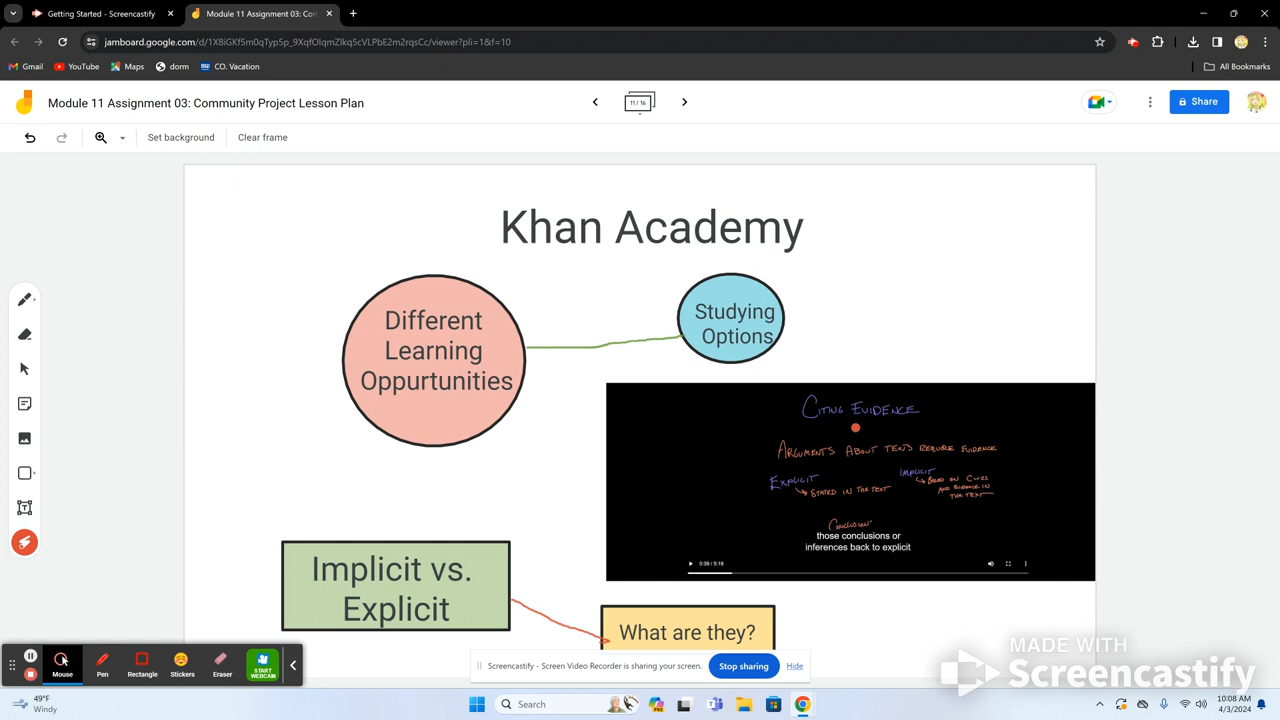 Getting Started - Screencastify
Module 11 Assignment 03: Com
jamboard.google.com/d/1X8iGKf5m0qTyp5p_9XqfOIqmZlkq5cVLPbE2m2rqsCc/viewer?pli=1&f=10
Gmail YouTube Maps dorm CO. Vacation All Bookmarks
Module 11 Assignment 03: Community Project Lesson Plan
11 / 16
Share
Set background Clear frame
Khan Academy
Different
Learning
Oppurtunities
Studying
Options
CITING EVIDENCE
ARGUMENTS ABOUT TEXTS REQUIRE EVIDENCE
EXPLICIT
STATED IN THE TEXT
IMPLICIT
BASED ON CLUES
AND EVIDENCE IN
THE TEXT
CONCLUSION
those conclusions or
inferences back to explicit
0:39 / 5:19
Implicit vs.
Explicit
What are they?
Mouse Pen Rectangle Stickers Eraser START
WEBCAM
Screencastify - Screen Video Recorder is sharing your screen. Stop sharing Hide
MADE WITH
Screencastify
49°F
Windy
Search
10:08 AM
4/3/2024